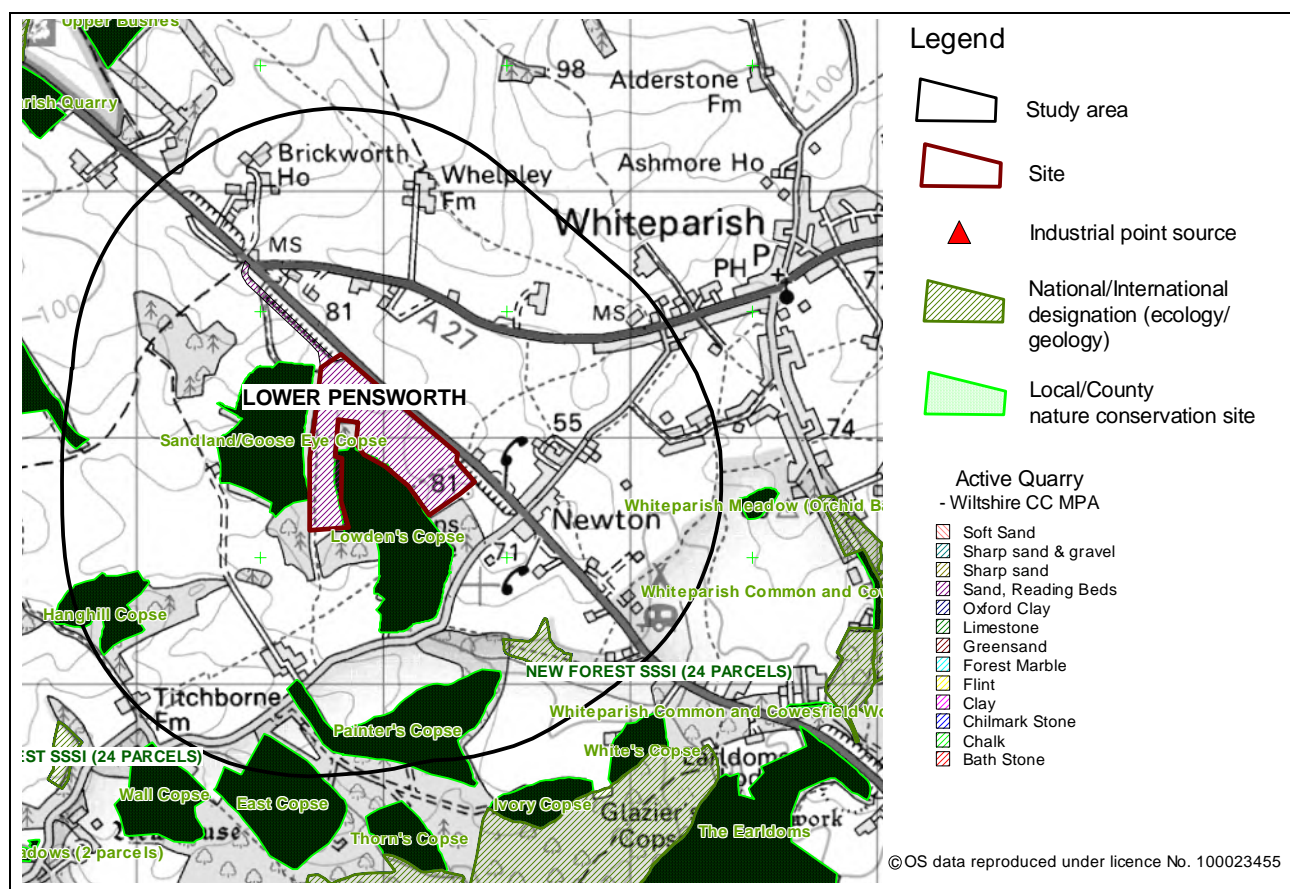 Upper Bushes
98
Alderstone
Fm
100
rish Quarry
Brickworth
Ho
Whelpley
Fm
Ashmore Ho
Whiteparish
MS
PH
P
77
100
81
A 27
MS
LOWER PENSWORTH
Sandland/Goose Eye Copse
55
74
81
Whiteparish Meadow (Orchid Ba
Newton
Lowden's Copse
71
Whiteparish Common and Cow
Hanghill Copse
NEW FOREST SSSI (24 PARCELS)
Titchborne
Fm
Whiteparish Common and Cowesfield Wo
Painter's Copse
White's Copse
EST SSSI (24 PARCELS)
Wall Copse
East Copse
Ivory Copse
Glazier's
Cops
The Earldoms
work
Thorn's Copse
adows (2 parcels)
Legend
Study area
Site
Industrial point source
National/International
designation (ecology/
geology)
Local/County
nature conservation site
Active Quarry
- Wiltshire CC MPA
Soft Sand
Sharp sand & gravel
Sharp sand
Sand, Reading Beds
Oxford Clay
Limestone
Greensand
Forest Marble
Flint
Clay
Chilmark Stone
Chalk
Bath Stone
© OS data reproduced under licence No. 100023455